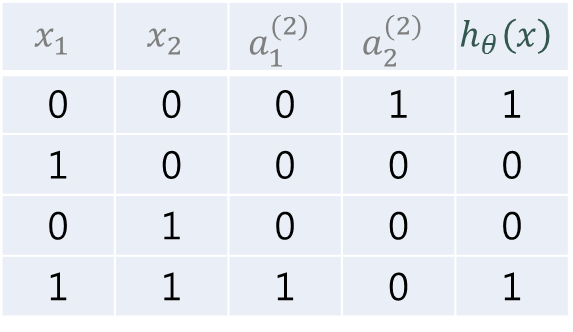 x₁ x₂ a₁⁽²⁾ a₂⁽²⁾ h_θ(x)
0 0 0 1 1
1 0 0 0 0
0 1 0 0 0
1 1 1 0 1